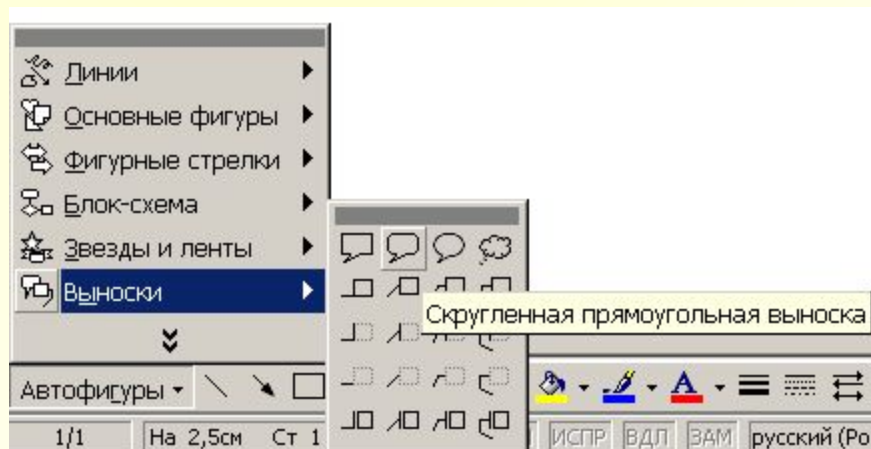 Линии
Основные фигуры
Фигурные стрелки
Блок-схема
Звезды и ленты
Выноски
Скругленная прямоугольная выноска
Автофигуры
А
1/1 На 2,5см Ст 1 ИСПР ВДЛ ЗАМ русский (Ро